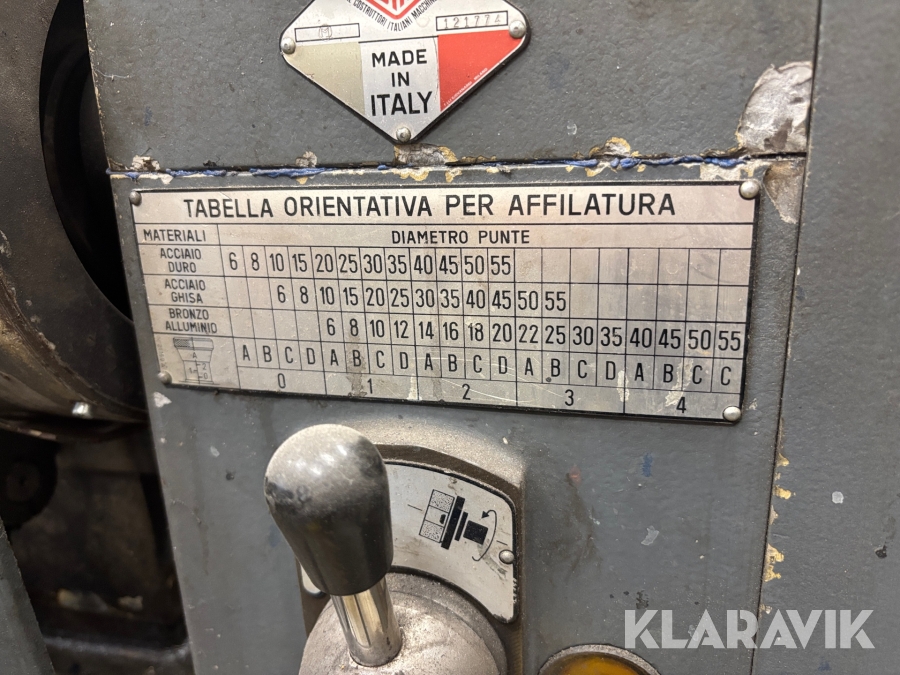 COSTRUTTORI ITALIANI MACCHINE
121774
MADE
IN
ITALY
TABELLA ORIENTATIVA PER AFFILATURA
MATERIALI DIAMETRO PUNTE
ACCIAIO DURO 6 8 10 15 20 25 30 35 40 45 50 55
ACCIAIO GHISA 6 8 10 15 20 25 30 35 40 45 50 55
BRONZO ALLUMINIO 6 8 10 12 14 16 18 20 22 25 30 35 40 45 50 55
A B C D A B C D A B C D A B C D A B C C
0 1 2 3 4
KLARAVIK